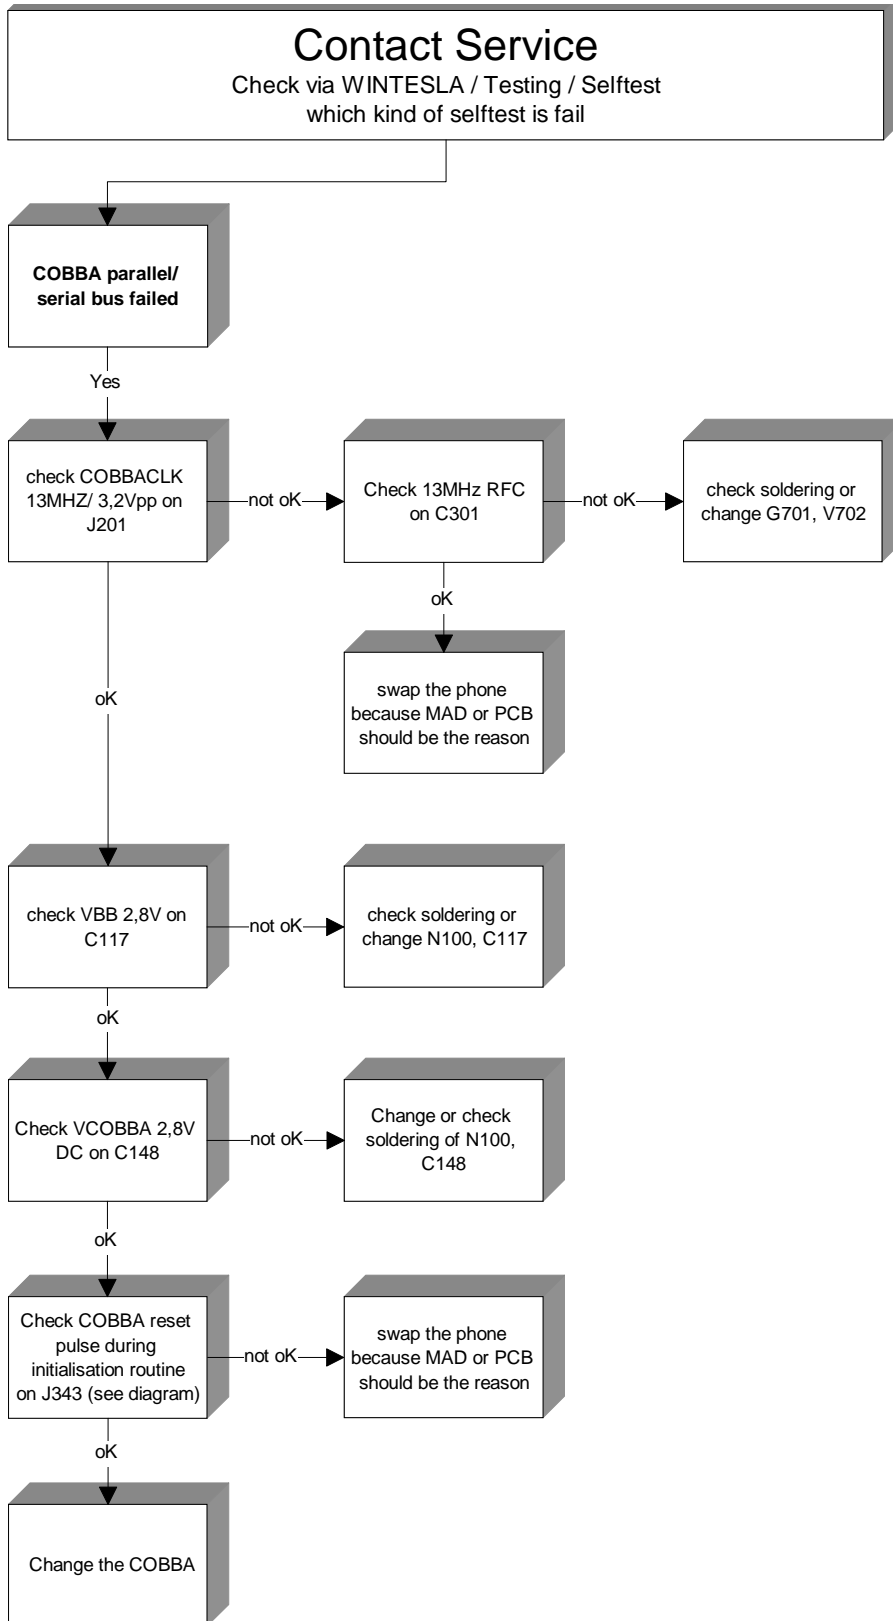 Contact Service
Check via WINTESLA / Testing / Selftest
which kind of selftest is fail
COBBA parallel/
serial bus failed
Yes
check COBBACLK
13MHZ/ 3,2Vpp on
J201
not oK
Check 13MHz RFC
on C301
not oK
check soldering or
change G701, V702
oK
swap the phone
because MAD or PCB
should be the reason
oK
check VBB 2,8V on
C117
not oK
check soldering or
change N100, C117
oK
Check VCOBBA 2,8V
DC on C148
not oK
Change or check
soldering of N100,
C148
oK
Check COBBA reset
pulse during
initialisation routine
on J343 (see diagram)
not oK
swap the phone
because MAD or PCB
should be the reason
oK
Change the COBBA